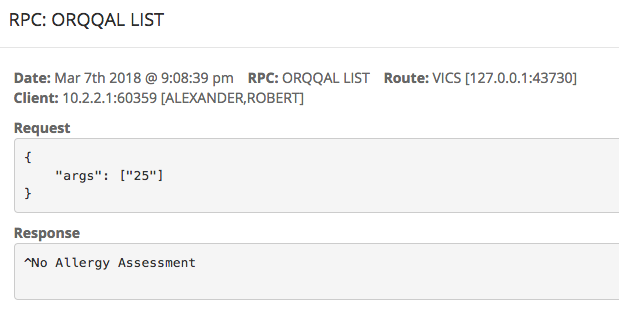 RPC: ORQQAL LIST
Date: Mar 7th 2018 @ 9:08:39 pm RPC: ORQQAL LIST Route: VICS [127.0.0.1:43730]
Client: 10.2.2.1:60359 [ALEXANDER,ROBERT]
Request
{
"args": ["25"]
}
Response
^No Allergy Assessment